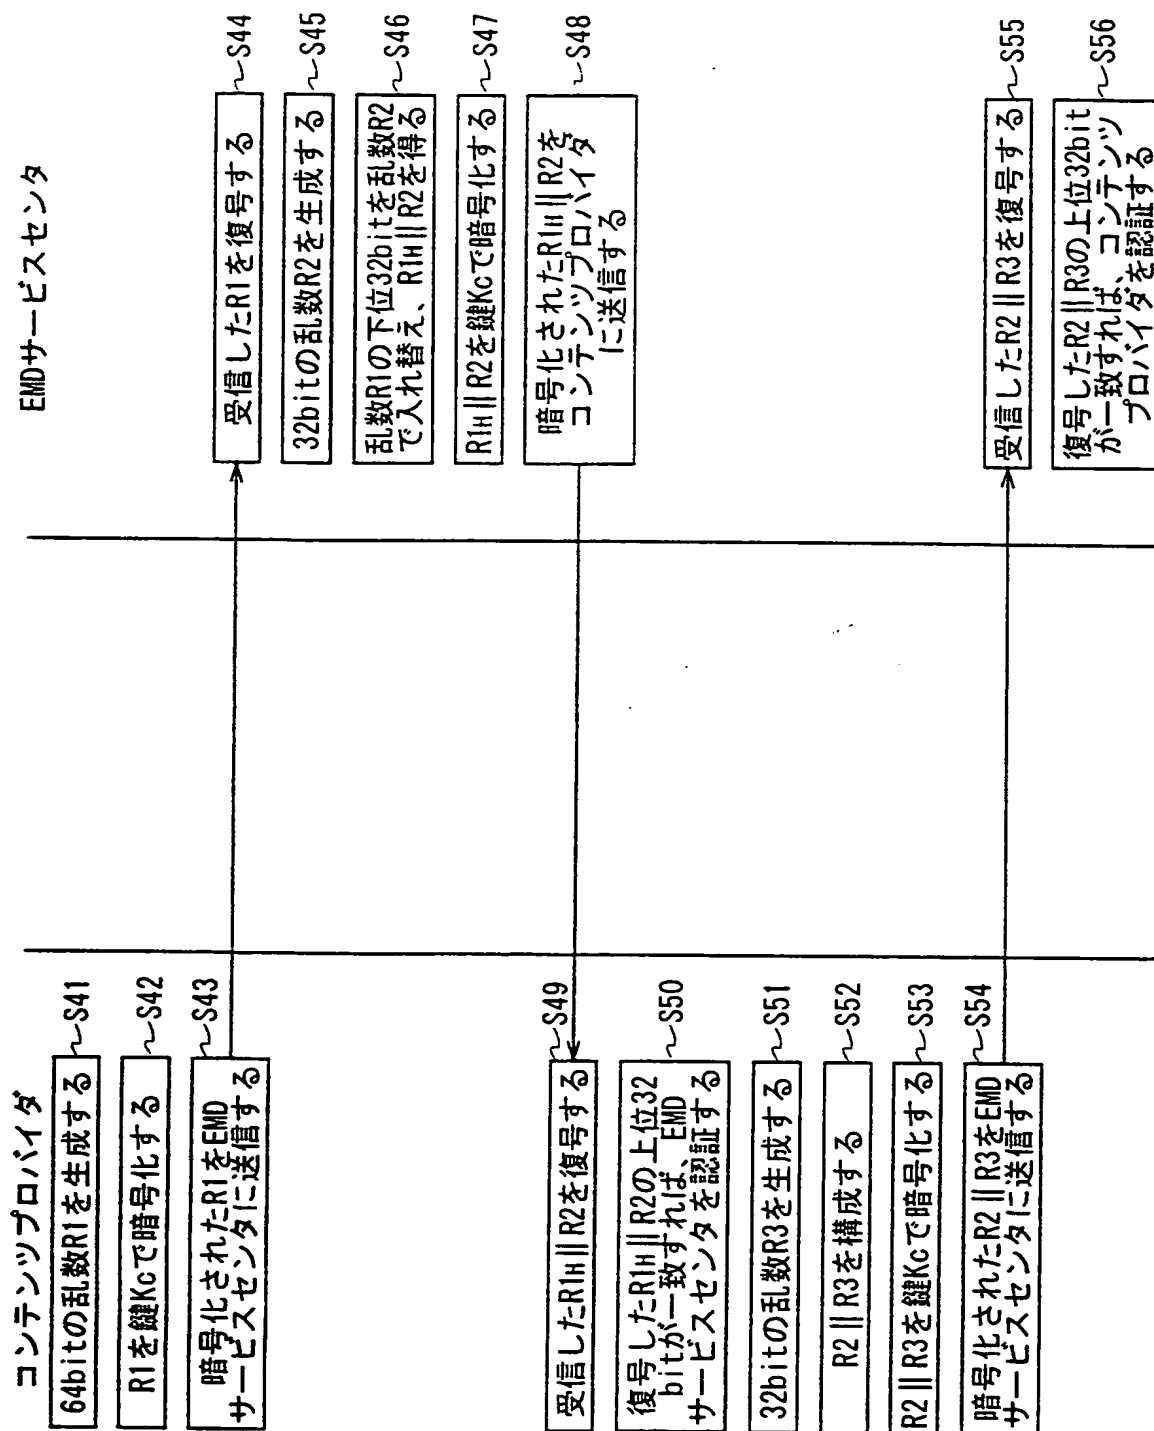 コンテンツプロバイダ
64bitの乱数R1を生成する
~S41
R1を鍵Kcで暗号化する
~S42
暗号化されたR1をEMD
サービスセンタに送信する
~S43
EMDサービスセンタ
受信したR1を復号する
~S44
32bitの乱数R2を生成する
~S45
乱数R1の下位32bitを乱数R2
で入れ替え、R1H||R2を得る
~S46
R1H||R2を鍵Kcで暗号化する
~S47
暗号化されたR1H||R2を
コンテンツプロバイダ
に送信する
~S48
受信したR1H||R2を復号する
~S49
復号したR1H||R2の上位32
bitが一致すれば、EMD
サービスセンタを認証する
~S50
32bitの乱数R3を生成する
~S51
R2||R3を構成する
~S52
R2||R3を鍵Kcで暗号化する
~S53
暗号化されたR2||R3をEMD
サービスセンタに送信する
~S54
受信したR2||R3を復号する
~S55
復号したR2||R3の上位32bit
が一致すれば、コンテンツ
プロバイダを認証する
~S56